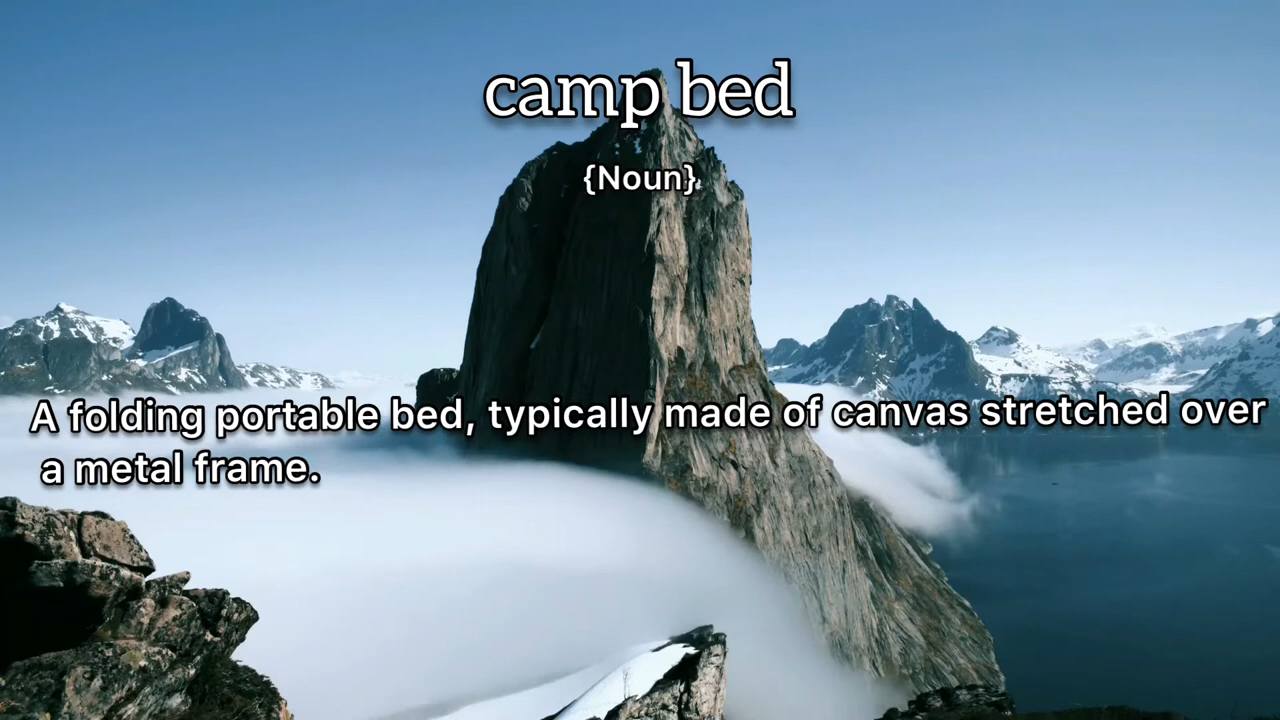 camp bed
{Noun}
A folding portable bed, typically made of canvas stretched over
a metal frame.